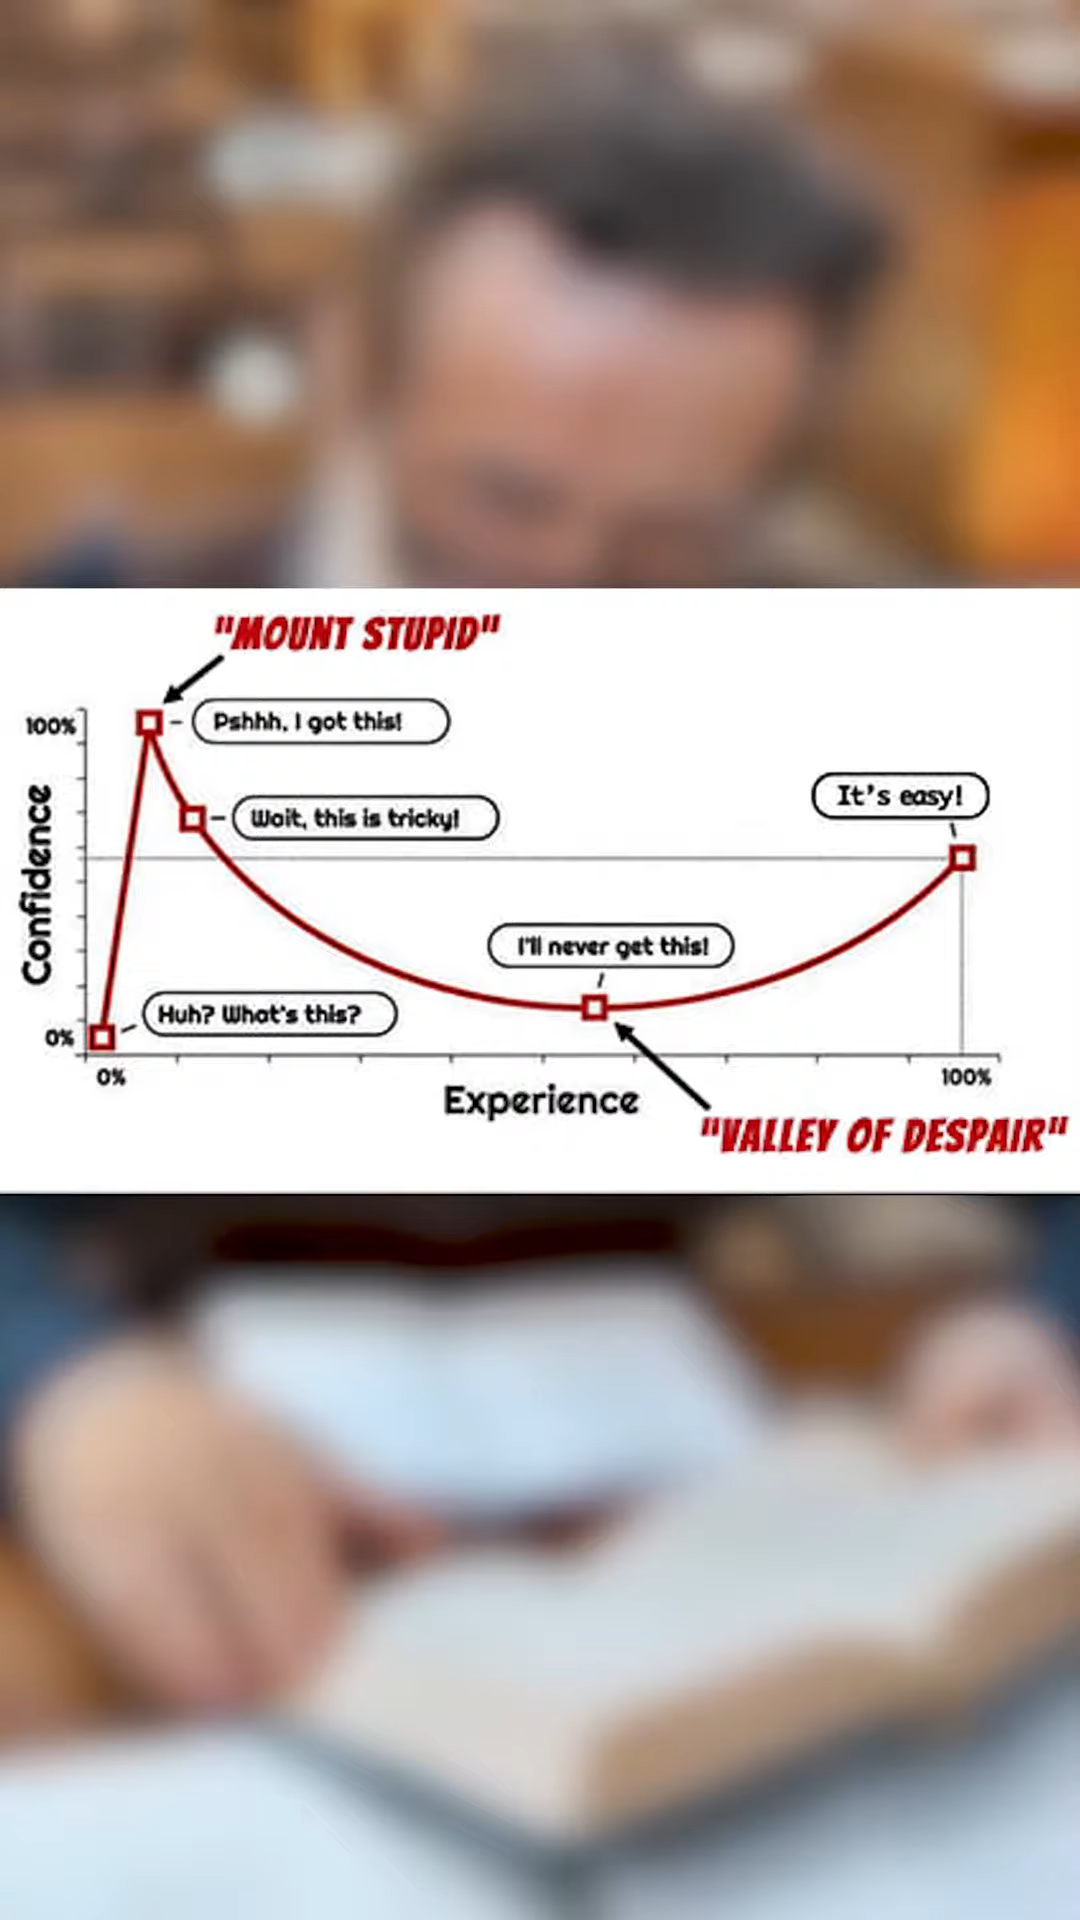 "MOUNT STUPID"
100%
Pshhh, I got this!
Wait, this is tricky!
It's easy!
Confidence
I'll never get this!
Huh? What's this?
0%
0%
100%
Experience
"VALLEY OF DESPAIR"